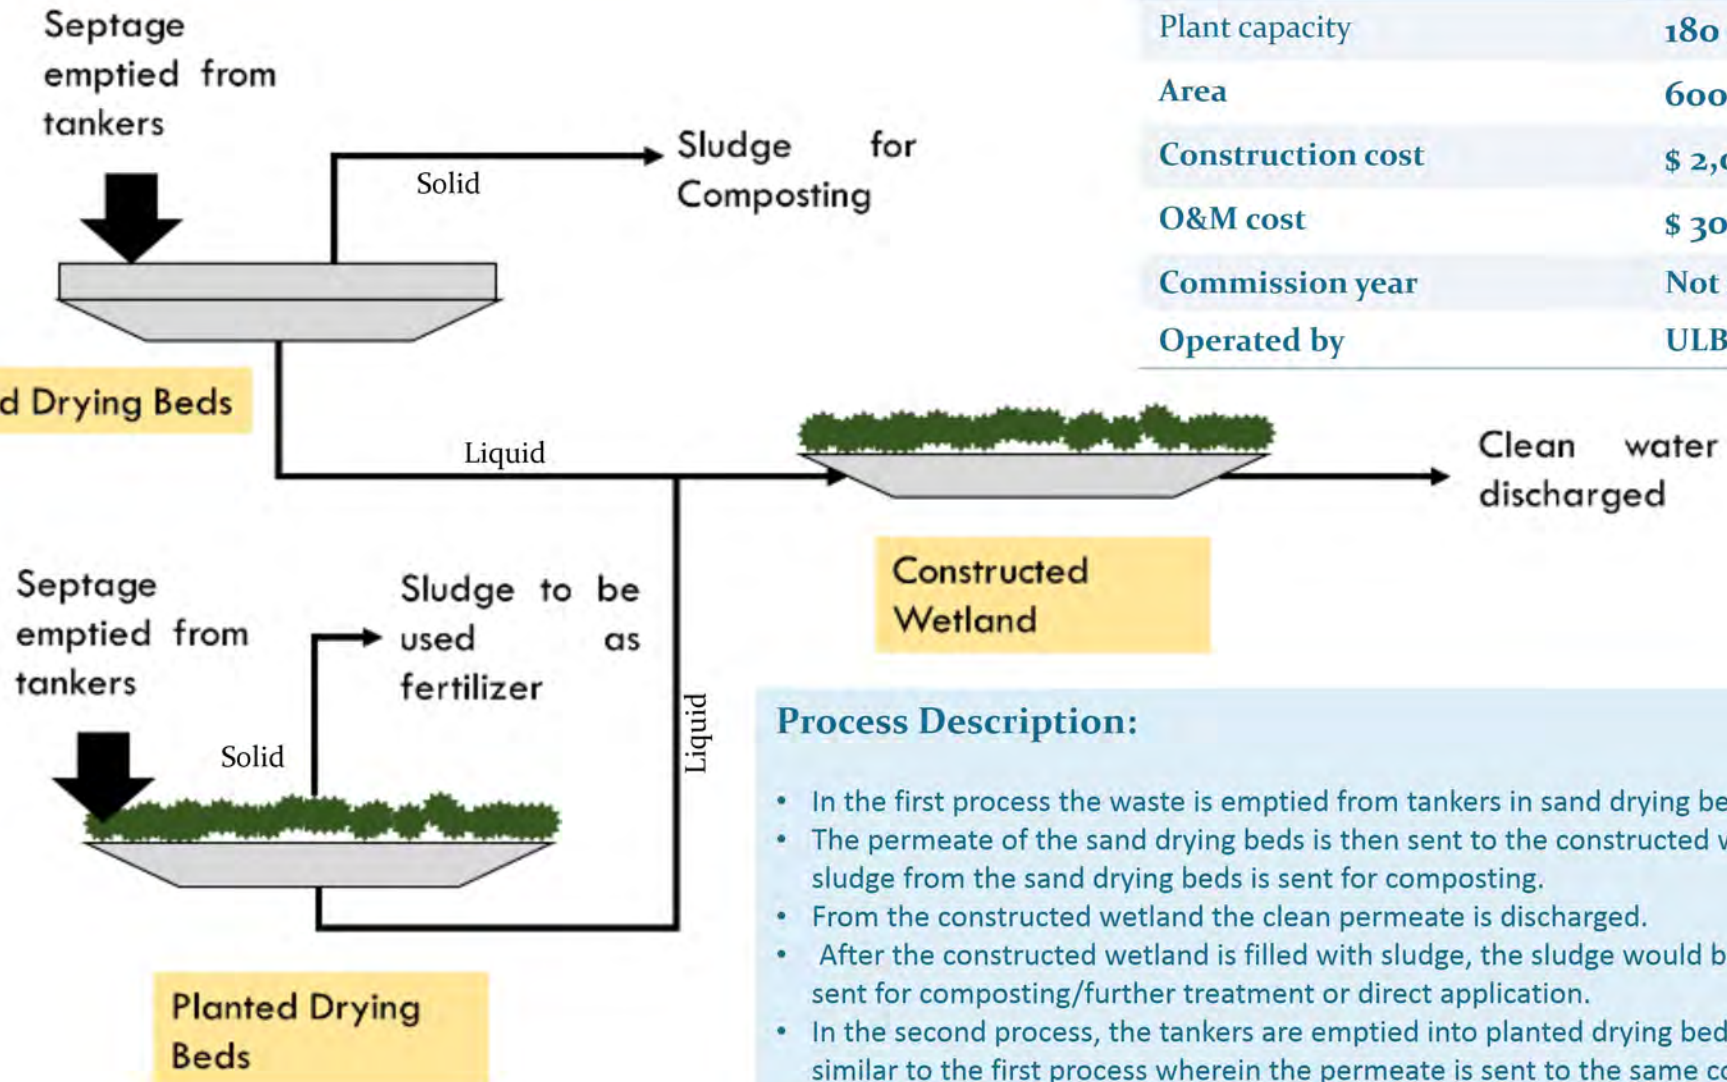 Septage
emptied from
tankers
Solid
Sludge for
Composting
Plant capacity 180
Area 600
Construction cost $ 2,
O&M cost $ 30
Commission year Not
Operated by ULB
Drying Beds
Liquid
Clean water
discharged
Constructed
Wetland
Septage
emptied from
tankers
Sludge to be
used as
fertilizer
Solid
Liquid
Planted Drying
Beds
Process Description:
• In the first process the waste is emptied from tankers in sand drying be
• The permeate of the sand drying beds is then sent to the constructed w
sludge from the sand drying beds is sent for composting.
• From the constructed wetland the clean permeate is discharged.
• After the constructed wetland is filled with sludge, the sludge would b
sent for composting/further treatment or direct application.
• In the second process, the tankers are emptied into planted drying bed
similar to the first process wherein the permeate is sent to the same co